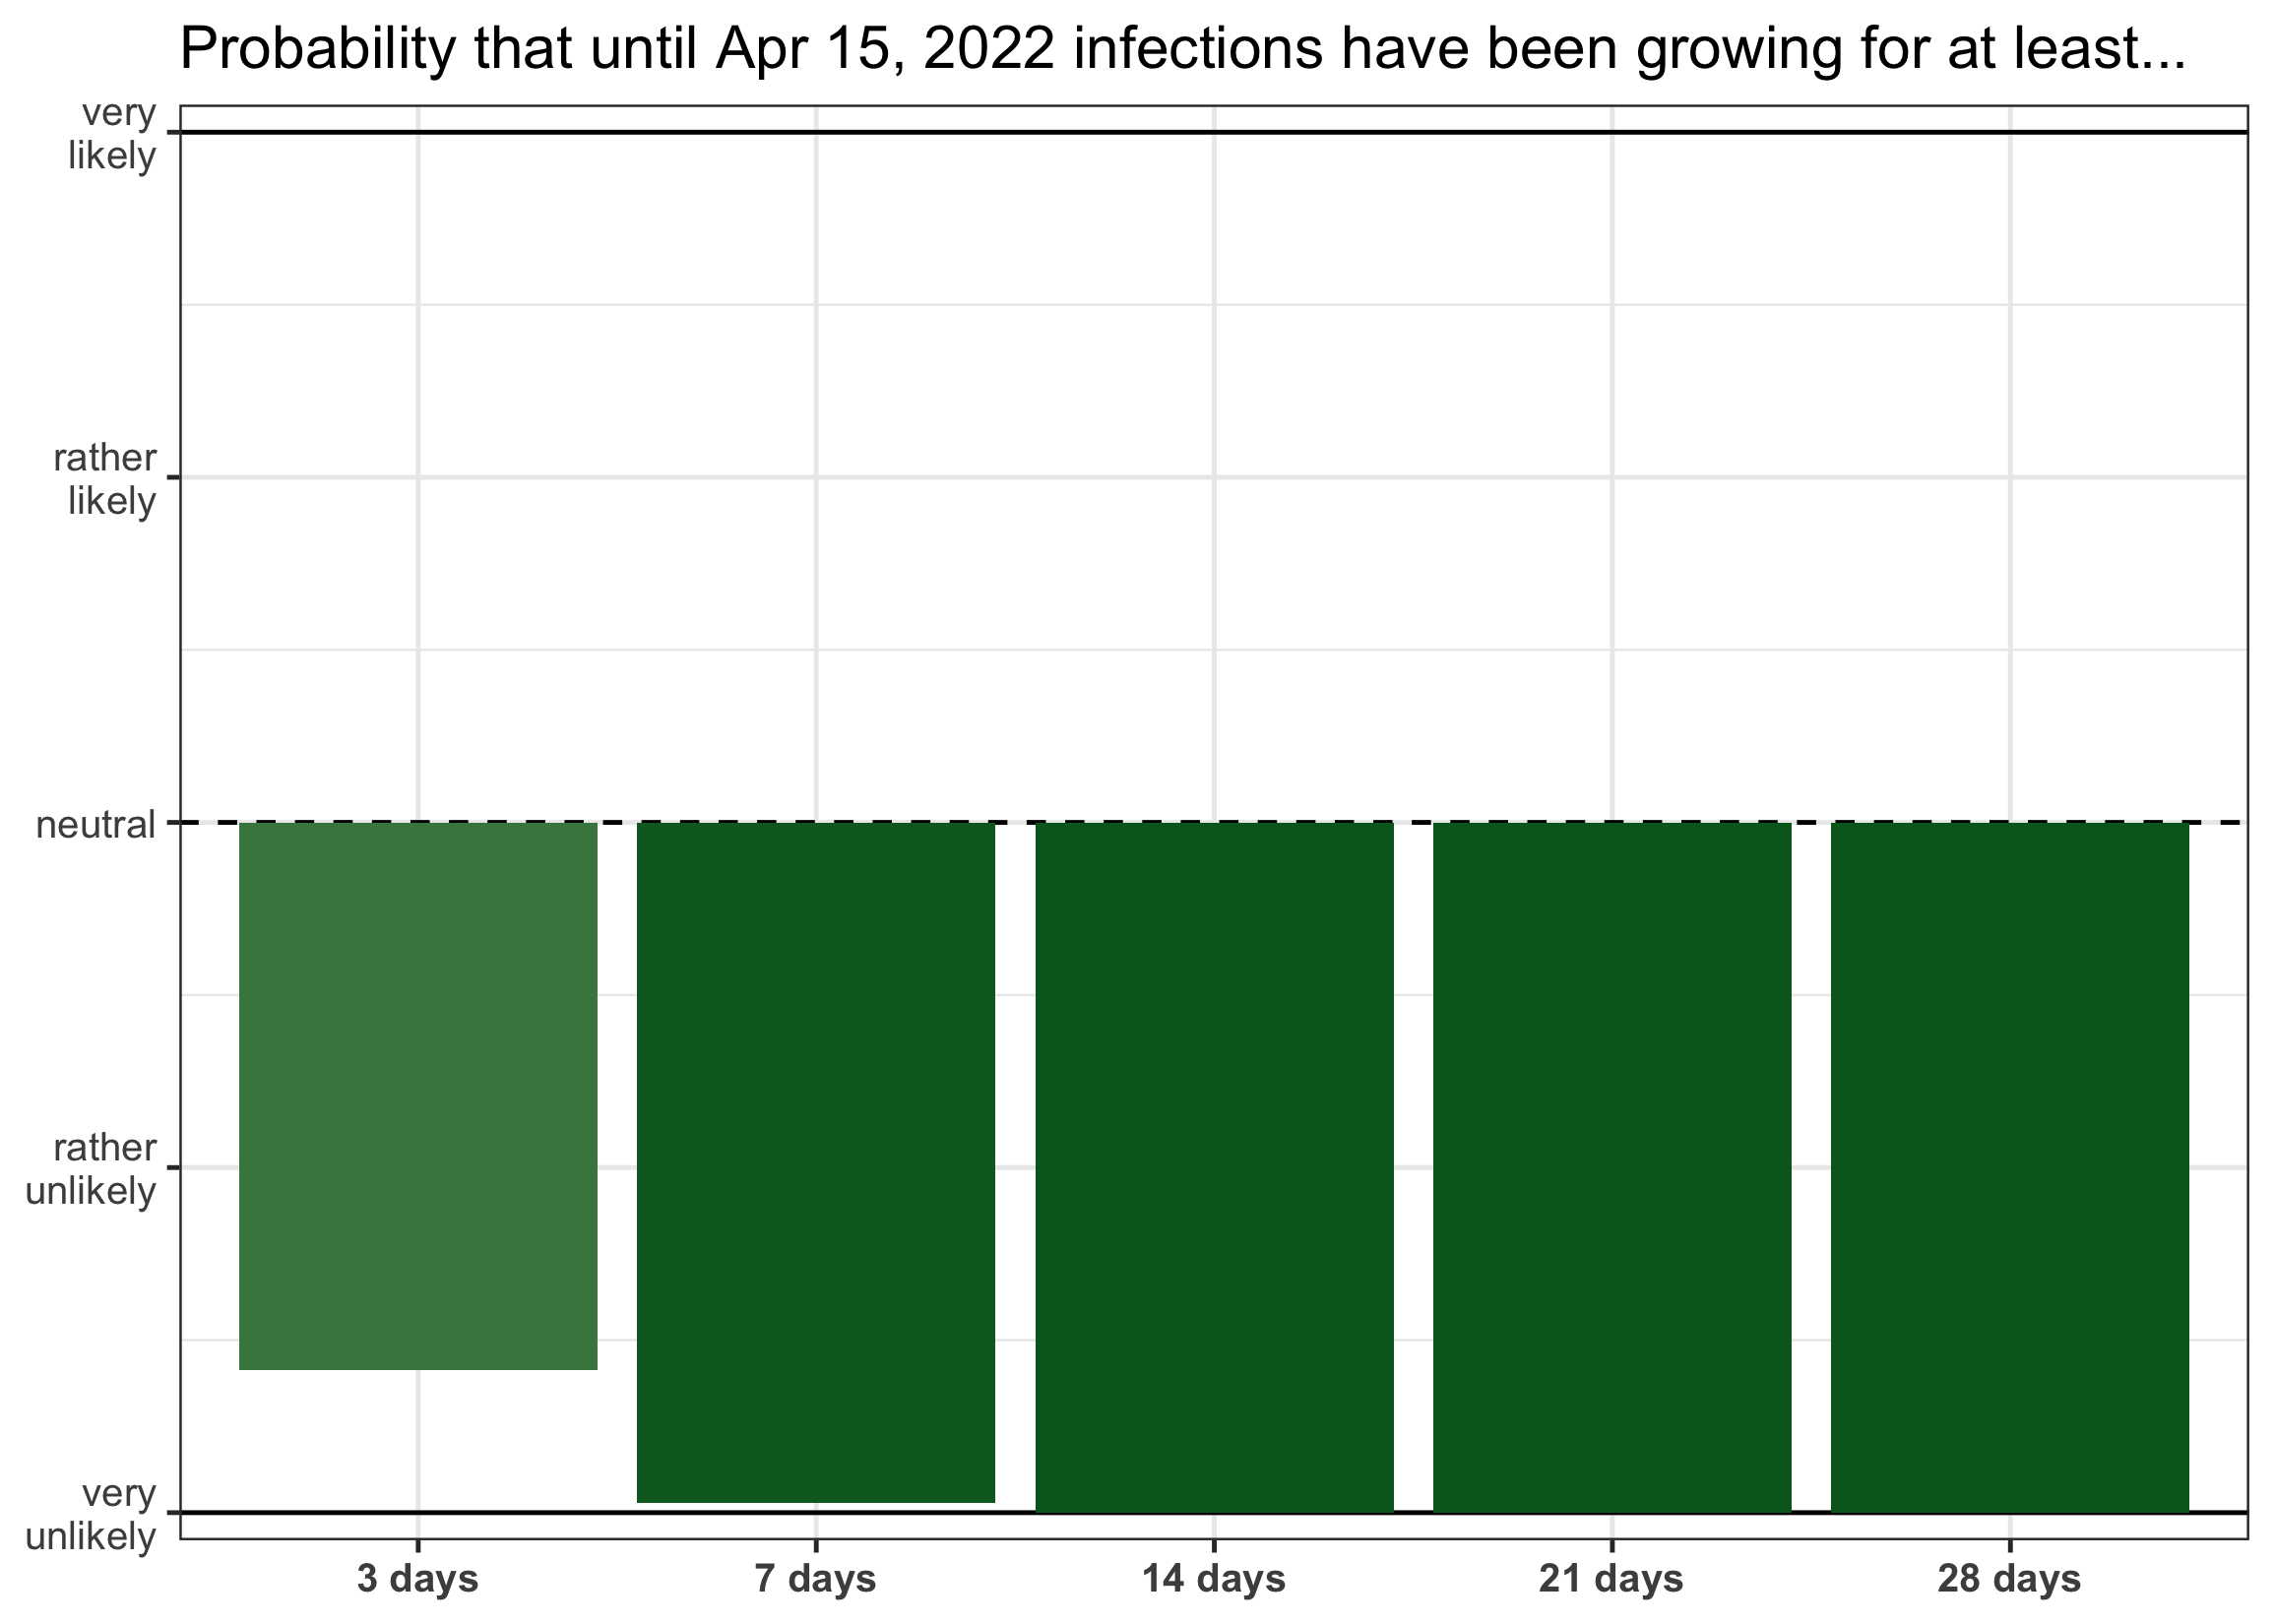 Probability that until Apr 15, 2022 infections have been growing for at least...
very
likely
rather
likely
neutral
rather
unlikely
very
unlikely
3 days
7 days
14 days
21 days
28 days